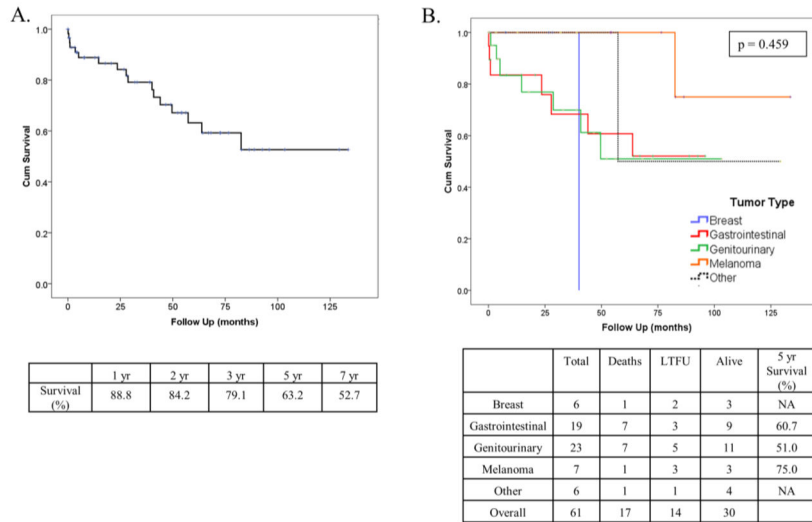 A.
1.0
0.8
0.6
0.4
0.2
0.0
Cum Survival
0 25 50 75 100 125
Follow Up (months)
1 yr 2 yr 3 yr 5 yr 7 yr
Survival (%) 88.8 84.2 79.1 63.2 52.7
B.
p = 0.459
1.0
0.8
0.6
0.4
0.2
0.0
Cum Survival
Tumor Type
Breast
Gastrointestinal
Genitourinary
Melanoma
Other
0 25 50 75 100 125
Follow Up (months)
Total Deaths LTFU Alive 5 yr Survival (%)
Breast 6 1 2 3 NA
Gastrointestinal 19 7 3 9 60.7
Genitourinary 23 7 5 11 51.0
Melanoma 7 1 3 3 75.0
Other 6 1 1 4 NA
Overall 61 17 14 30